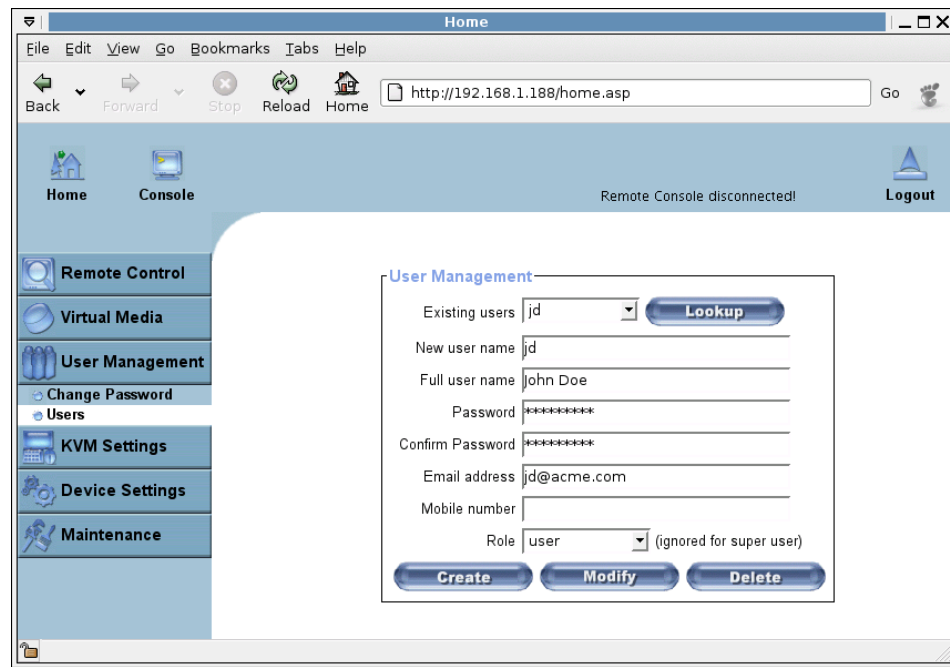 Home
File Edit View Go Bookmarks Tabs Help
Back Forward Stop Reload Home http://192.168.1.188/home.asp Go
Home Console Remote Console disconnected! Logout
Remote Control
Virtual Media
User Management
Change Password
Users
KVM Settings
Device Settings
Maintenance
User Management
Existing users jd Lookup
New user name jd
Full user name John Doe
Password *********
Confirm Password *********
Email address jd@acme.com
Mobile number
Role user (ignored for super user)
Create Modify Delete